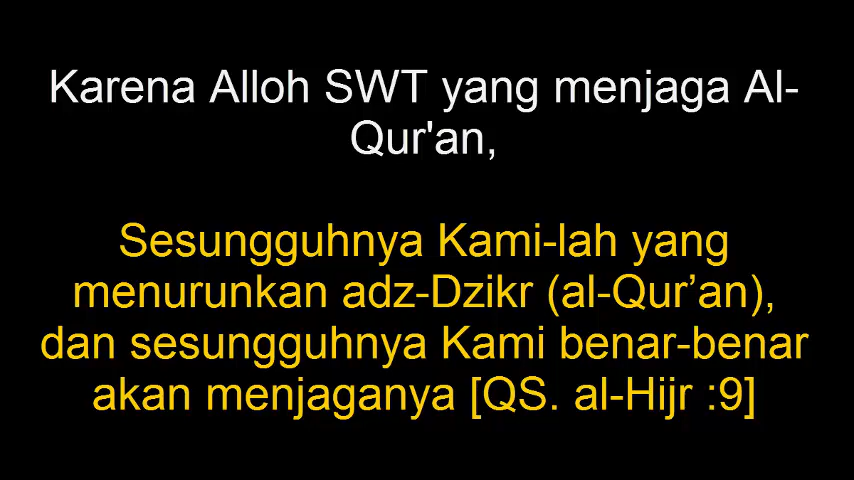 Karena Alloh SWT yang menjaga Al-
Qur'an,
Sesungguhnya Kami-lah yang
menurunkan adz-Dzikr (al-Qur’an),
dan sesungguhnya Kami benar-benar
akan menjaganya [QS. al-Hijr :9]